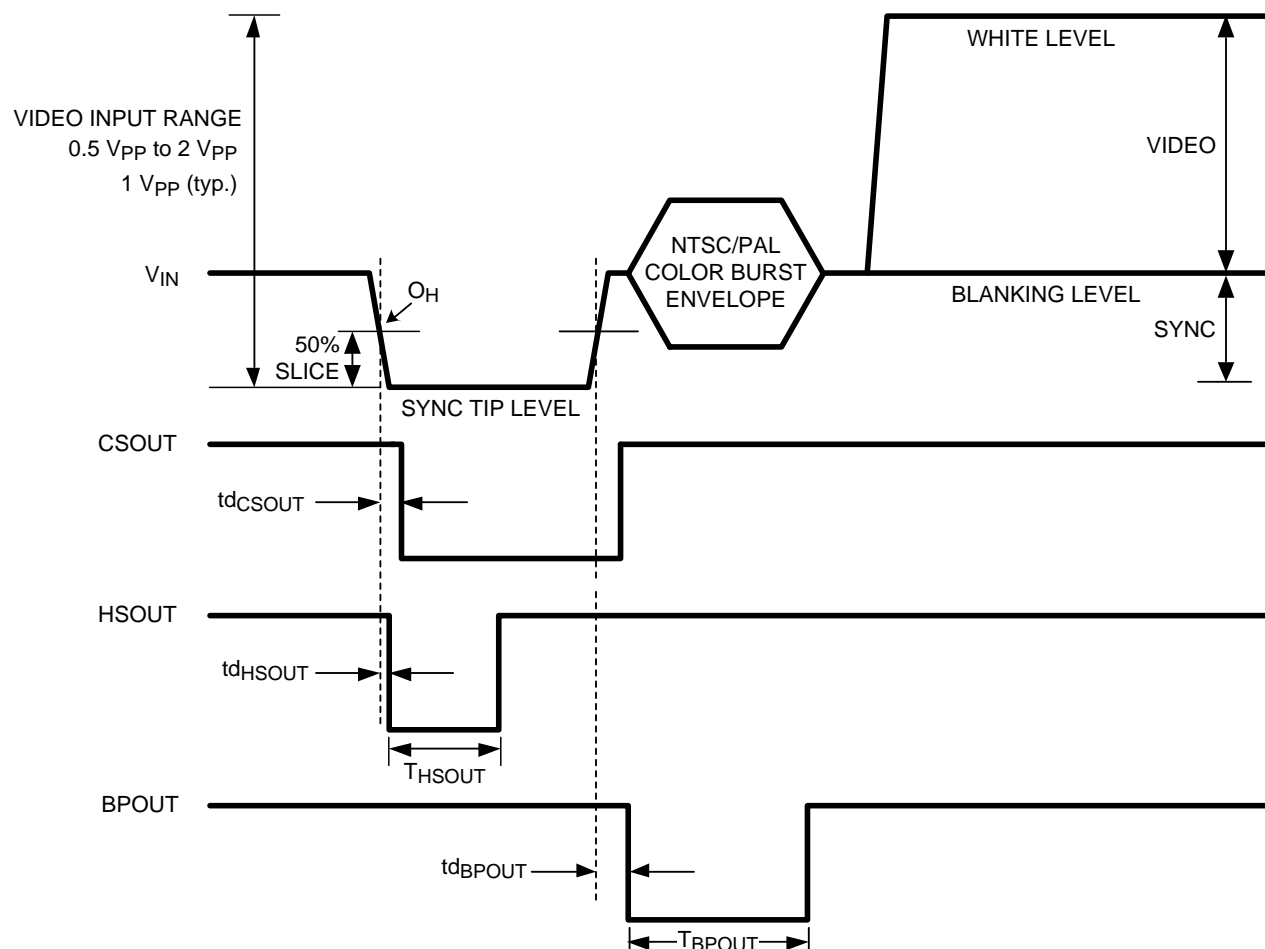 WHITE LEVEL
VIDEO INPUT RANGE
0.5 VPP to 2 VPP
1 VPP (typ.)
VIDEO
NTSC/PAL
COLOR BURST
ENVELOPE
VIN
OH
BLANKING LEVEL
SYNC
50%
SLICE
SYNC TIP LEVEL
CSOUT
tdCSOUT
HSOUT
tdHSOUT
THSOUT
BPOUT
tdBPOUT
TBPOUT